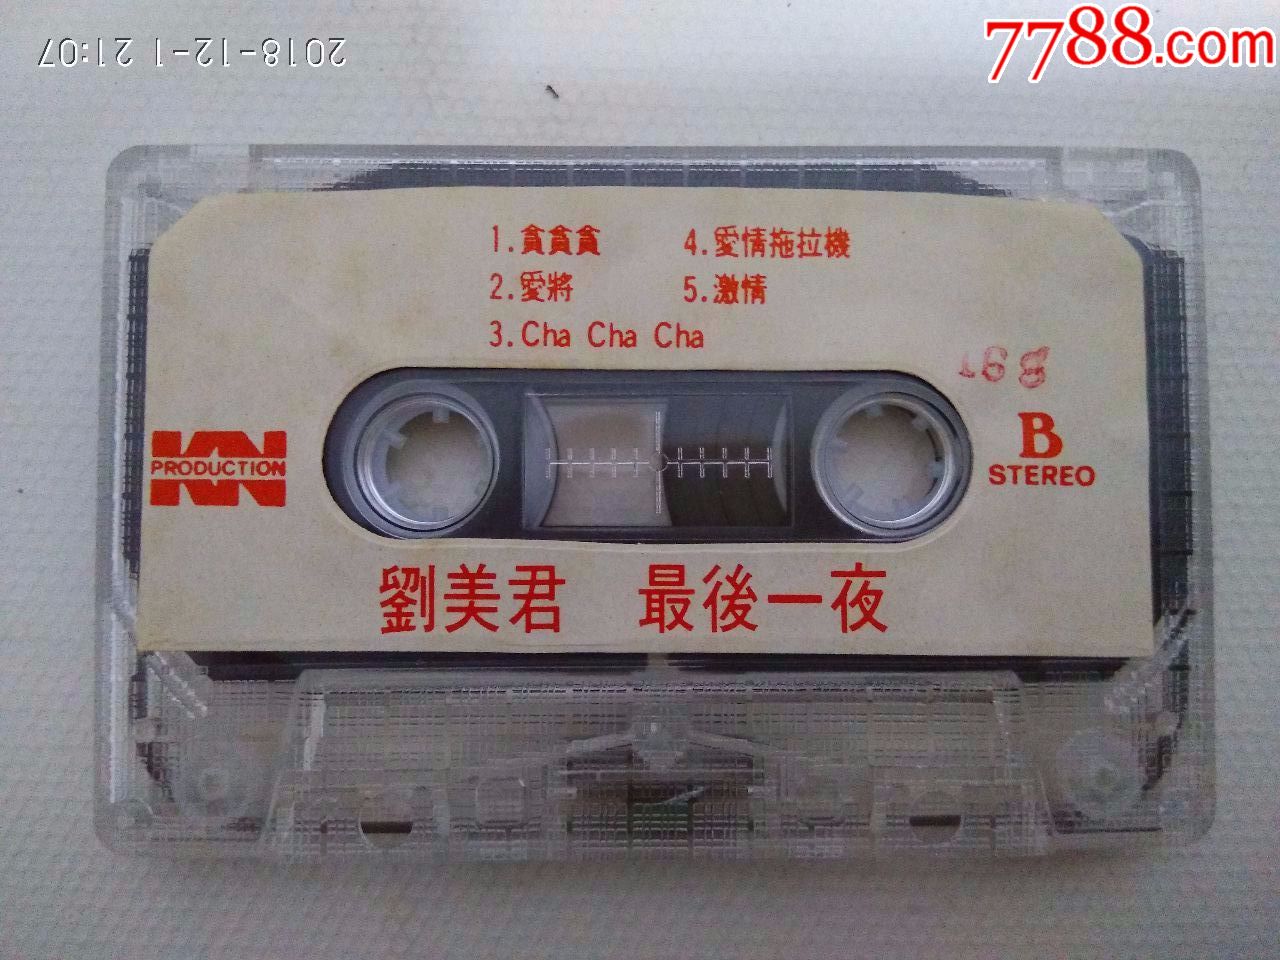 2018-12-1 21:07
7788.com
1.貪貪貪 4.愛情拖拉機
2.愛將 5.激情
3.Cha Cha Cha
168
KN
PRODUCTION
B
STEREO
劉美君 最後一夜